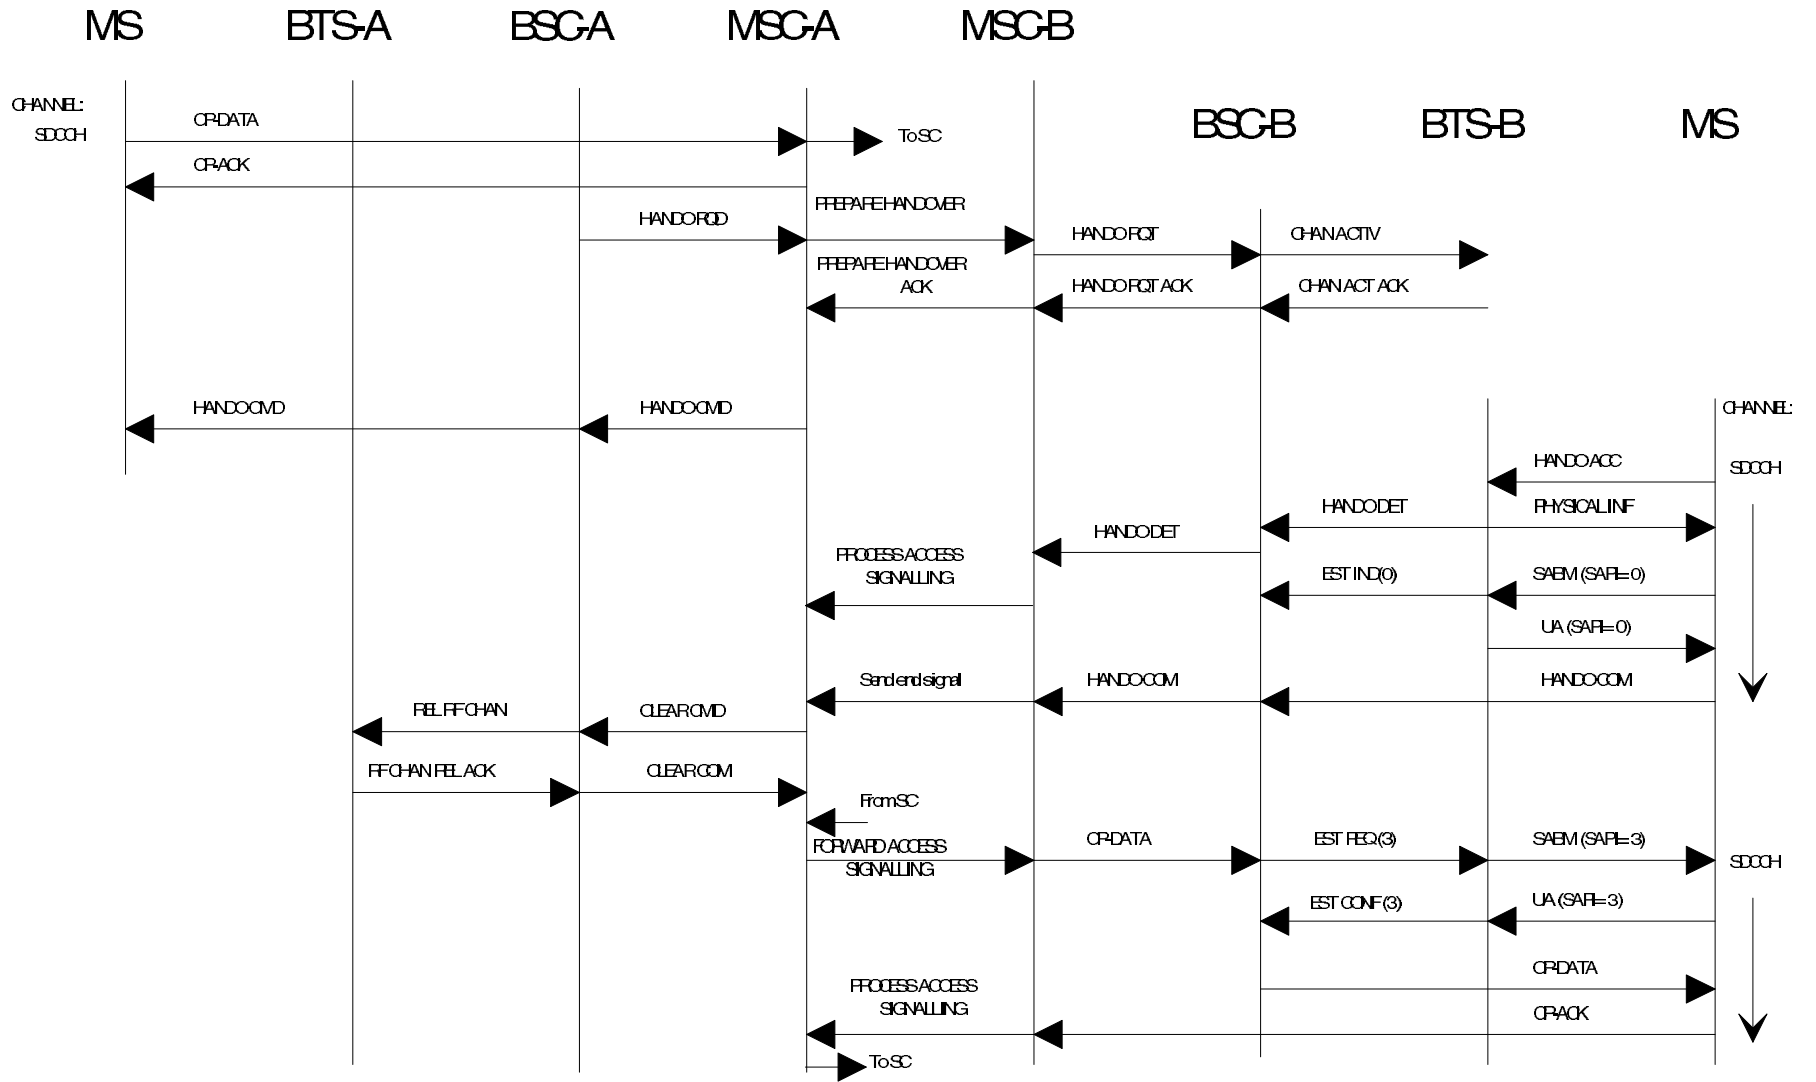 MS BTS-A BSC-A MSC-A MSC-B
BSC-B BTS-B MS
CHANNEL:
SDCCH
CP-DATA
To SC
CP-ACK
HANDO RQD
PREPARE HANDOVER
HANDO RQT
CHAN ACTIV
PREPARE HANDOVER
ACK
HANDO RQT ACK
CHAN ACT ACK
HANDO CMD
HANDO CMD
CHANNEL:
SDCCH
HANDO ACC
HANDO DET
PHYSICAL INF
HANDO DET
PROCESS ACCESS
SIGNALLING
EST IND (0)
SABM (SAPI=0)
UA (SAPI=0)
Send end signal
HANDO COM
HANDO COM
REL RF CHAN
CLEAR CMD
RF CHAN REL ACK
CLEAR COM
From SC
FORWARD ACCESS
SIGNALLING
CP-DATA
EST REQ (3)
SABM (SAPI=3)
SDCCH
EST CONF (3)
UA (SAPI=3)
CP-DATA
PROCESS ACCESS
SIGNALLING
CP-ACK
To SC